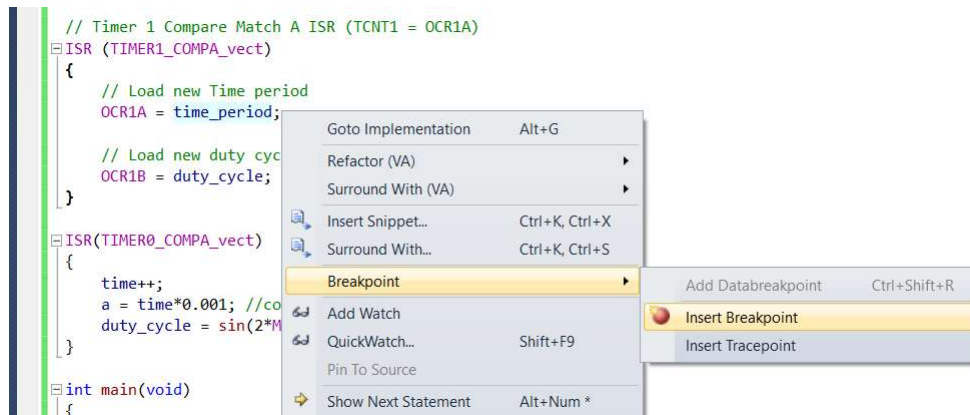 // Timer 1 Compare Match A ISR (TCNT1 = OCR1A)
ISR (TIMER1_COMPA_vect)
{
// Load new Time period
OCR1A = time_period;
// Load new duty cyc
OCR1B = duty_cycle;
}
ISR(TIMER0_COMPA_vect)
{
time++;
a = time*0.001; //co
duty_cycle = sin(2*M
}
int main(void)
{
Goto Implementation Alt+G
Refactor (VA)
Surround With (VA)
Insert Snippet... Ctrl+K, Ctrl+X
Surround With... Ctrl+K, Ctrl+S
Breakpoint
Add Watch
QuickWatch... Shift+F9
Pin To Source
Show Next Statement Alt+Num *
Add Databreakpoint Ctrl+Shift+R
Insert Breakpoint
Insert Tracepoint